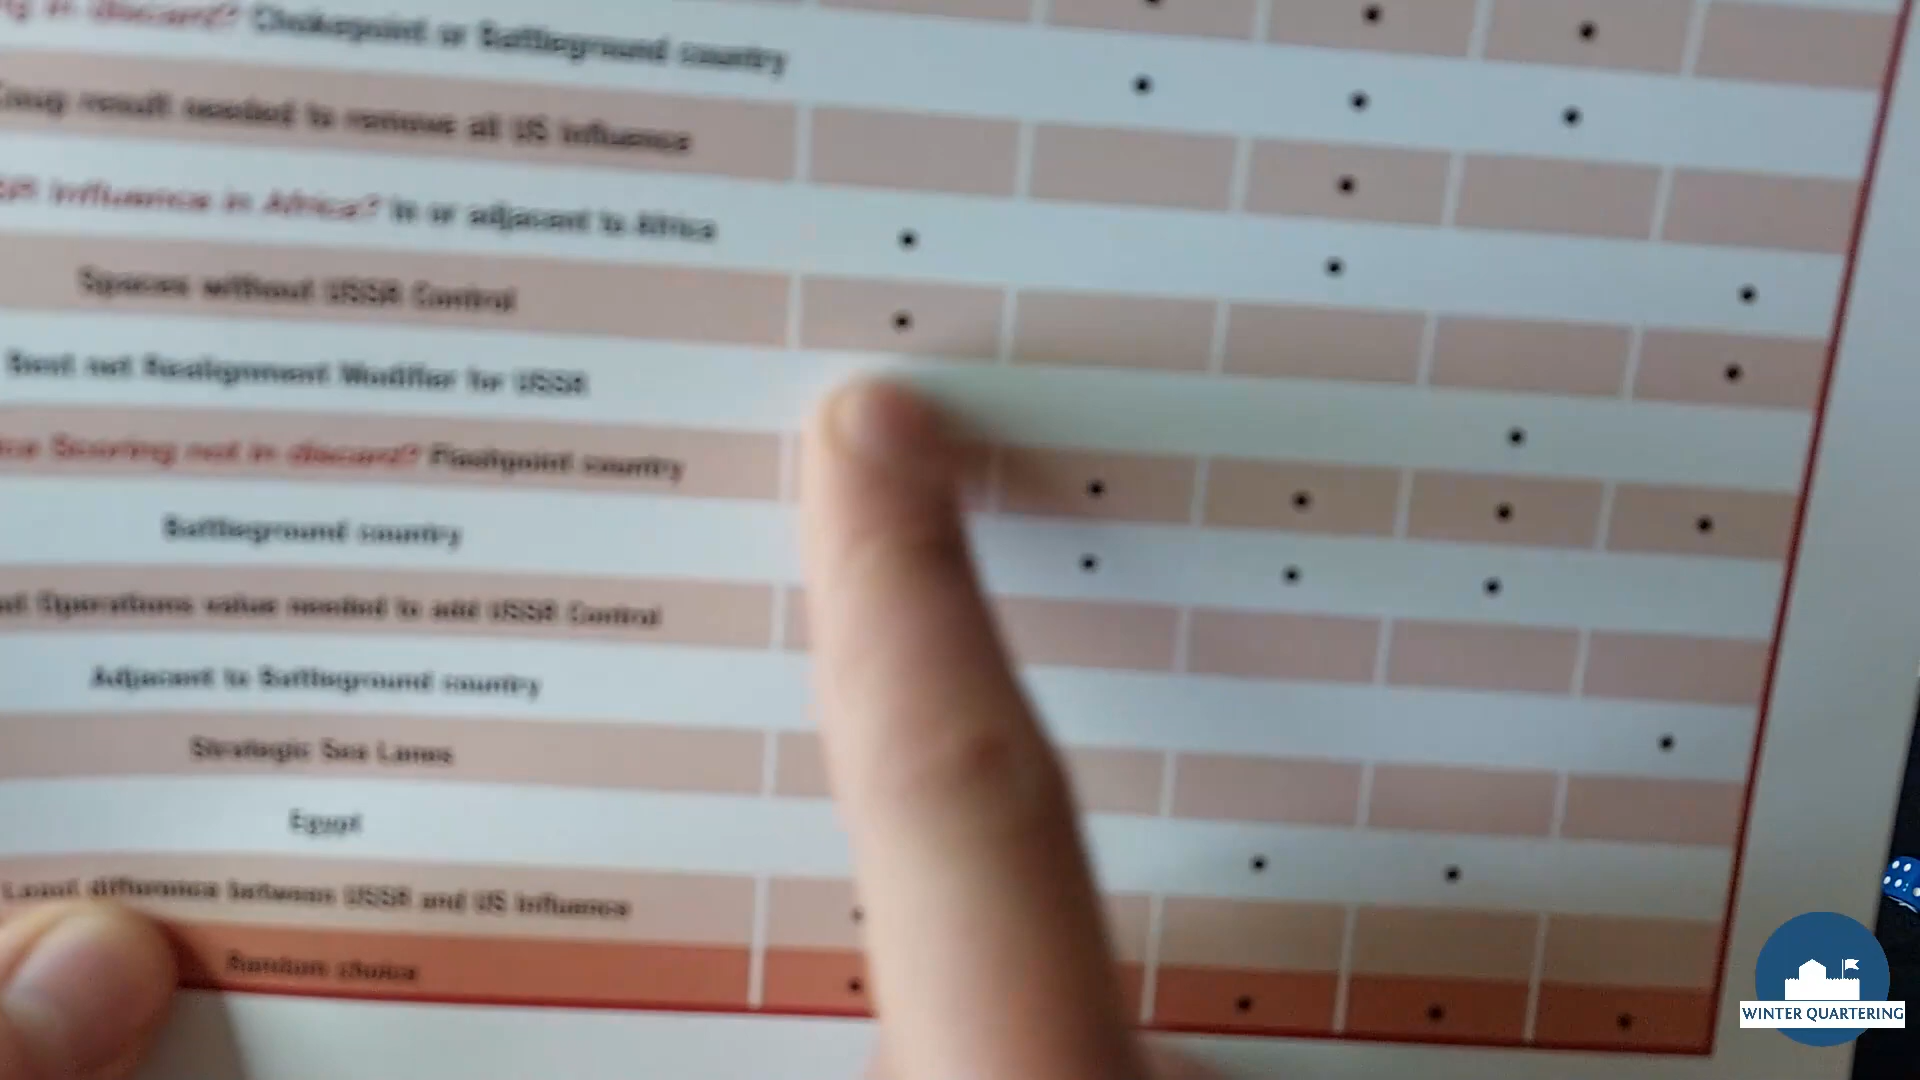 in discard? Chokepoint or Battleground country
Coup result needed to remove all US Influence
Influence in Africa? In or adjacent to Africa
Spaces without USSR Control
Best net Realignment Modifier for USSR
Scoring not in discard? Flashpoint country
Battleground country
Operations value needed to add USSR Control
Adjacent to Battleground country
Strategic Sea Lanes
Egypt
Least difference between USSR and US Influence
Random choice
WINTER QUARTERING